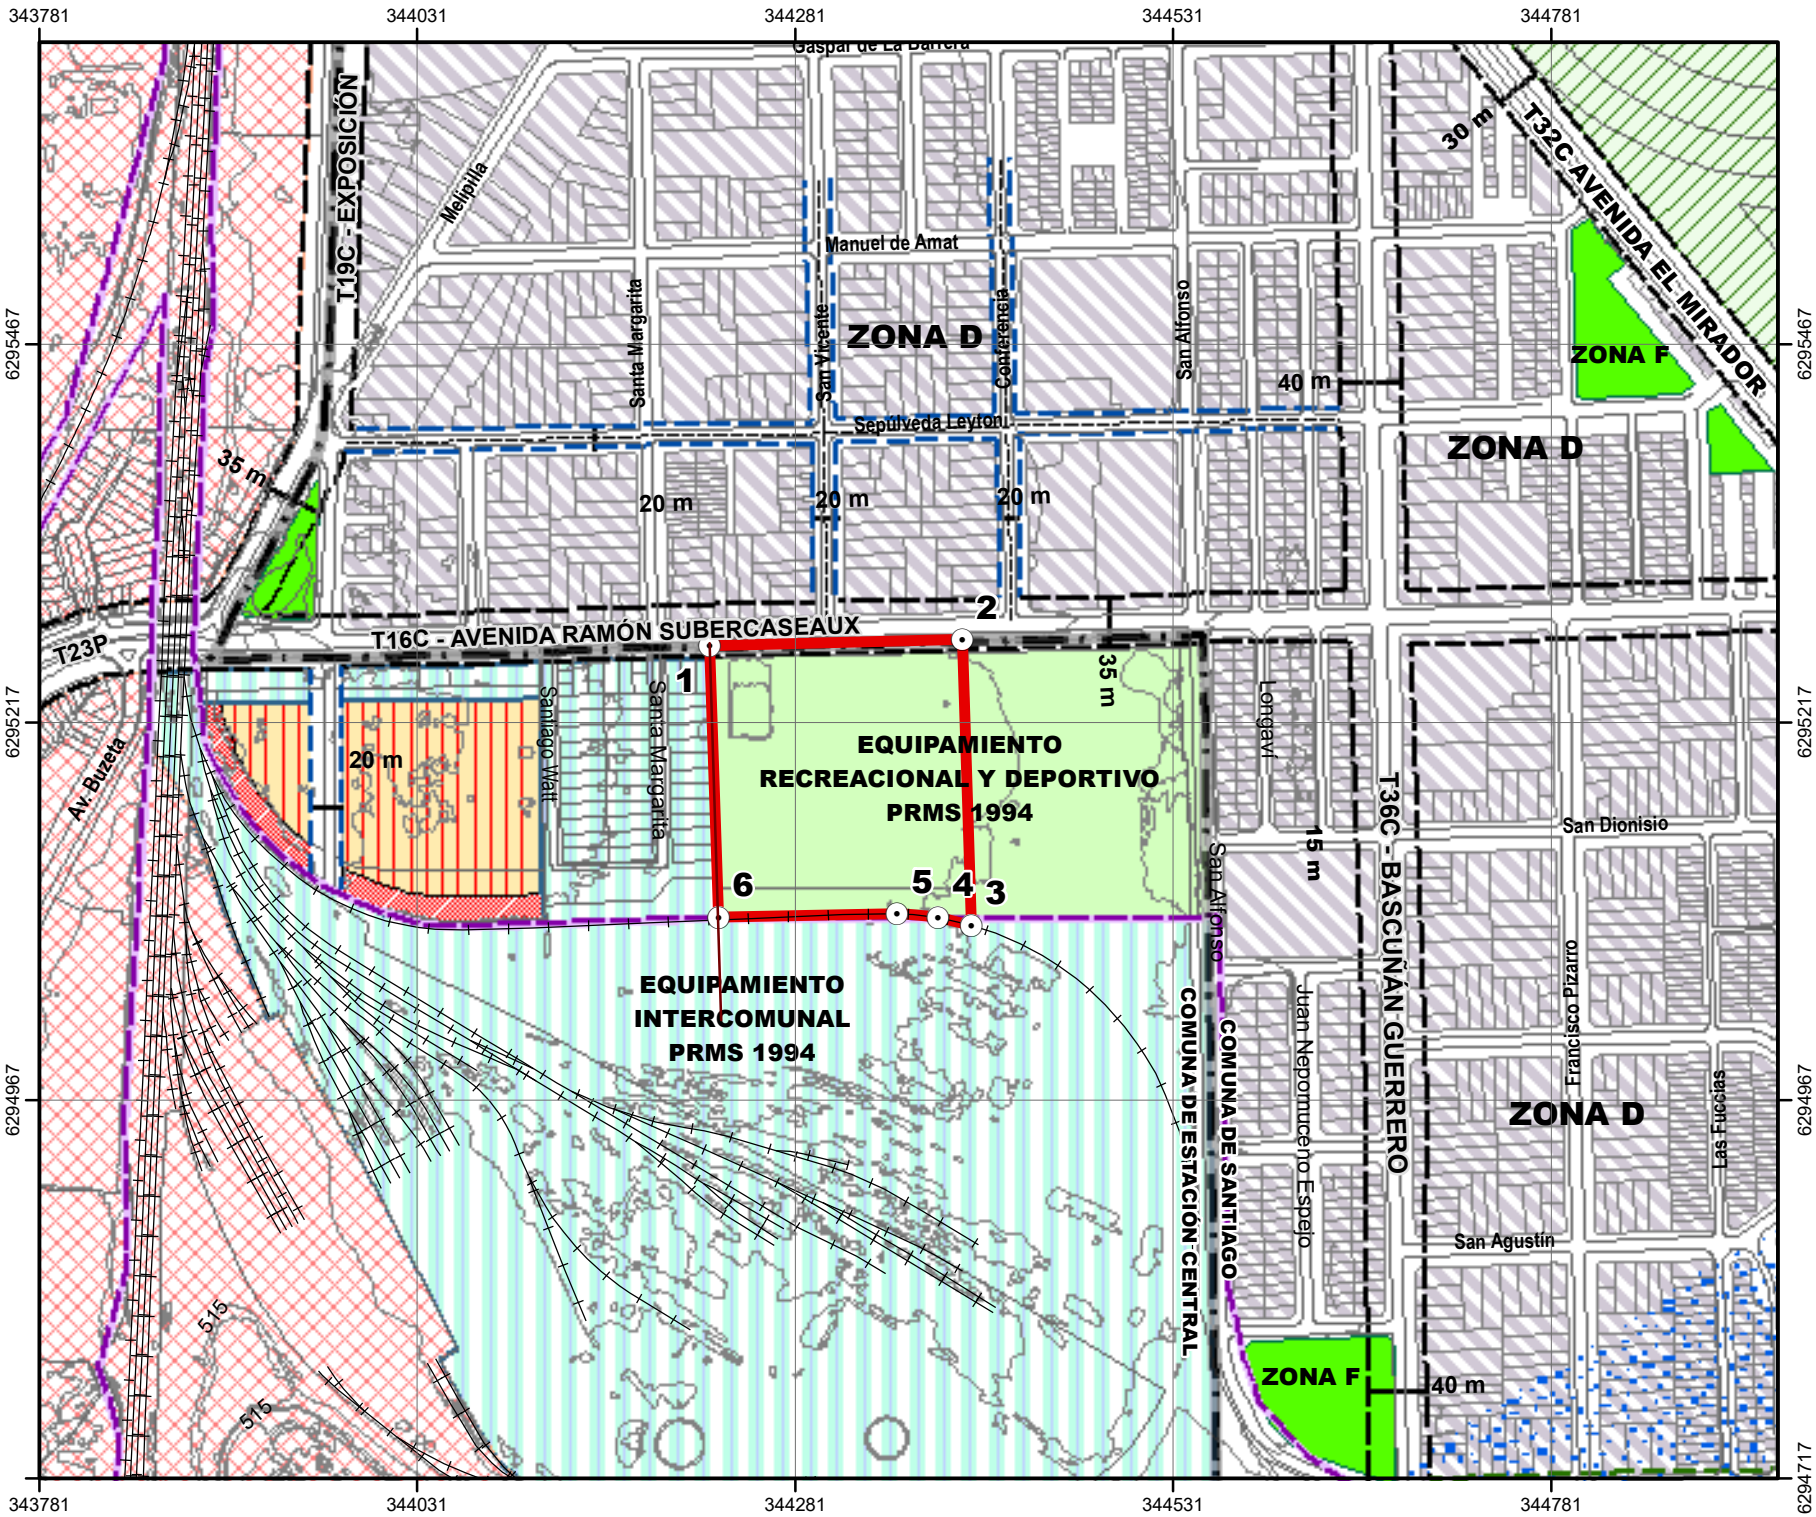 343781
344031
344281
344531
344781
Gaspar de La Barrera
T19C - EXPOSICIÓN
30 m
T32C AVENIDA EL MIRADOR
Melipilla
Manuel de Amat
Santa Margarita
San Vicente
Conferencia
San Alfonso
6295467
ZONA D
ZONA F
6295467
40 m
Sepúlveda Leyton
ZONA D
35 m
20 m
20 m
20 m
2
T16C - AVENIDA RAMÓN SUBERCASEAUX
T23P
1
35 m
Santiago Watt
Santa Margarita
Longaví
6295217
6295217
EQUIPAMIENTO
RECREACIONAL Y DEPORTIVO
PRMS 1994
20 m
Av. Buzeta
San Dionisio
15 m
T36C - BASCUÑÁN GUERRERO
San Alfonso
6
5
4
3
EQUIPAMIENTO
INTERCOMUNAL
PRMS 1994
COMUNA DE ESTACIÓN CENTRAL
COMUNA DE SANTIAGO
Juan Nepomuceno Espejo
Francisco Pizarro
Las Fuccias
6294967
6294967
ZONA D
San Agustín
515
515
ZONA F
40 m
6294717
343781
344031
344281
344531
344781